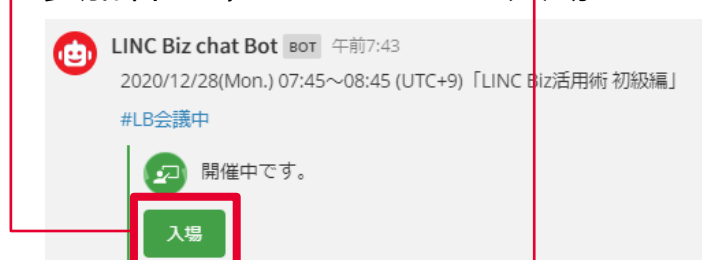 LINC Biz chat Bot BOT 午前7:43
2020/12/28(Mon.) 07:45～08:45 (UTC+9)「LINC Biz活用術 初級編」
#LB会議中
開催中です。
入場